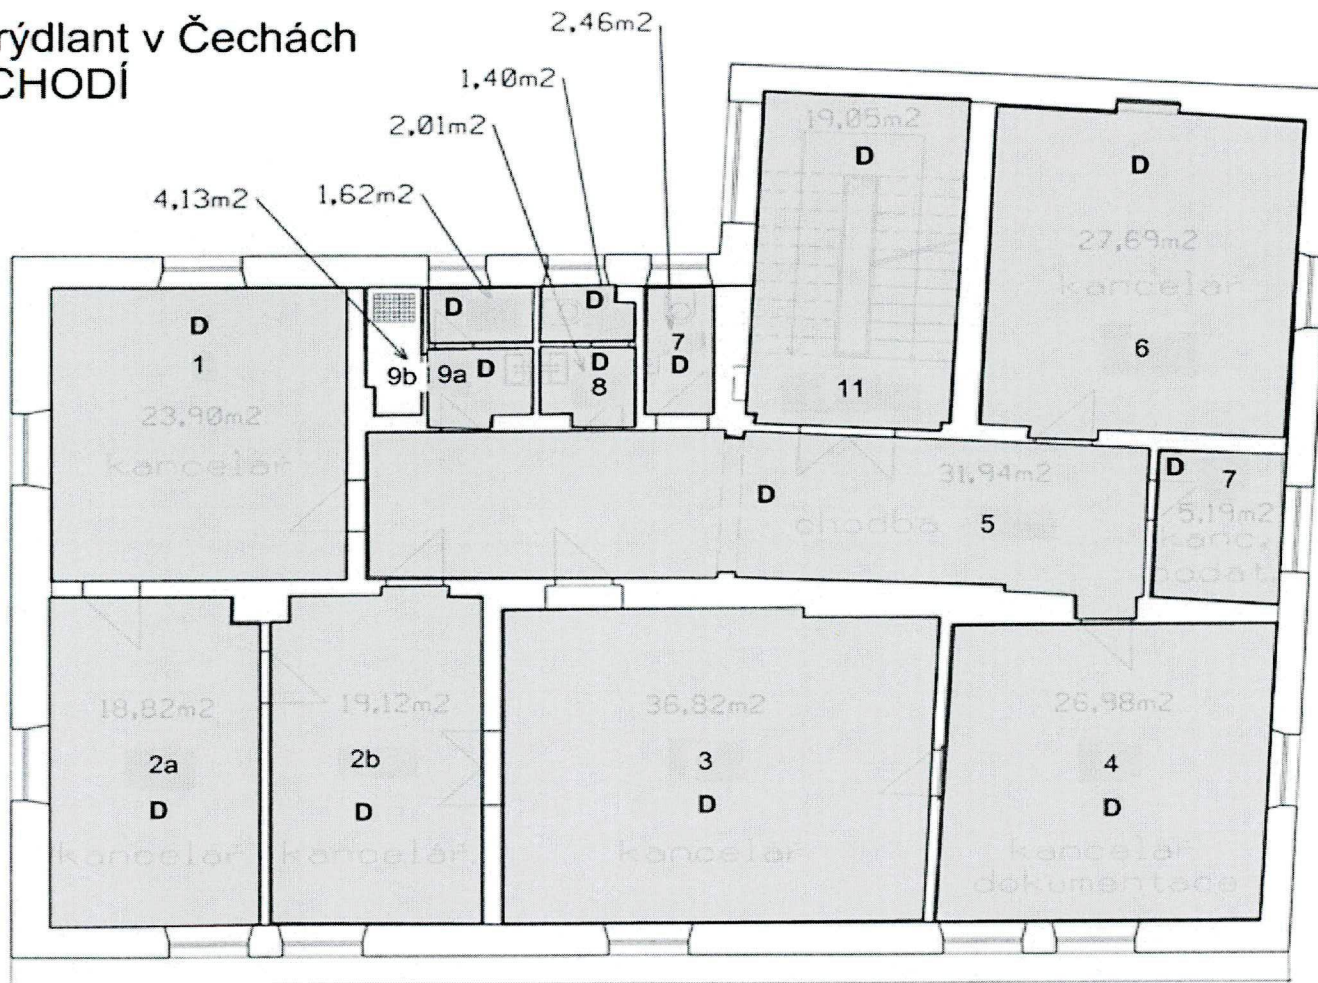 rýdlant v Čechách
CHODÍ
2,46m2
1,40m2
2,01m2
1,62m2
4,13m2
19,05m2
D
11
D
27,69m2
kancelář
6
D
1
23,90m2
kancelář
9b
D
9a
D
D
D
8
7
D
31,94m2
D
chodba
5
D
7
5,19m2
kanc.
podat.
18,82m2
2a
D
kancelář
19,12m2
2b
D
kancelář
36,82m2
3
D
kancelář
26,98m2
4
D
kancelář
dokumentace